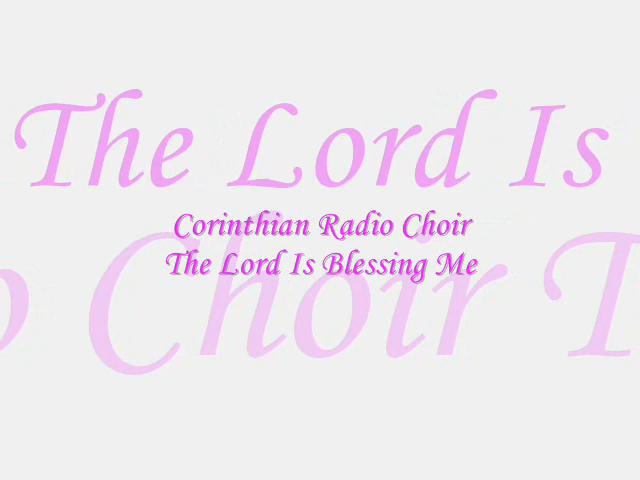 The Lord Is
Corinthian Radio Choir
The Lord Is Blessing Me
o Choir T